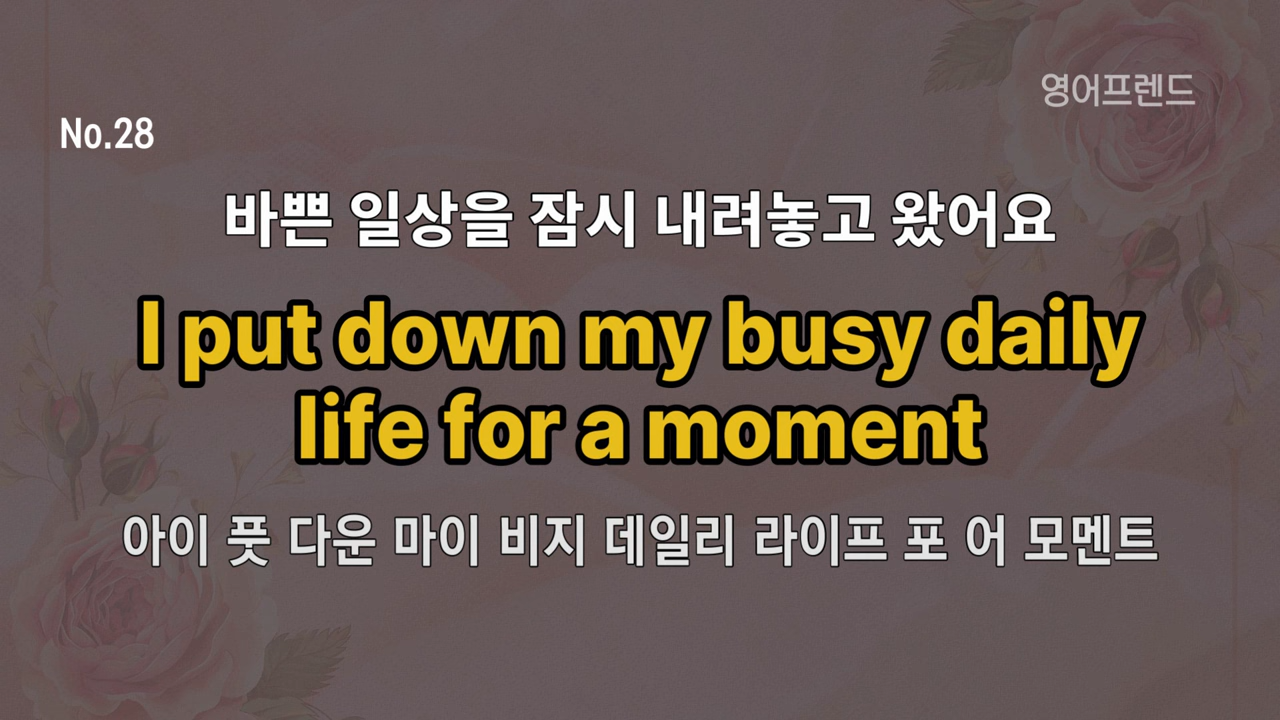 영어프렌드
No.28
바쁜 일상을 잠시 내려놓고 왔어요
I put down my busy daily
life for a moment
아이 풋 다운 마이 비지 데일리 라이프 포 어 모멘트